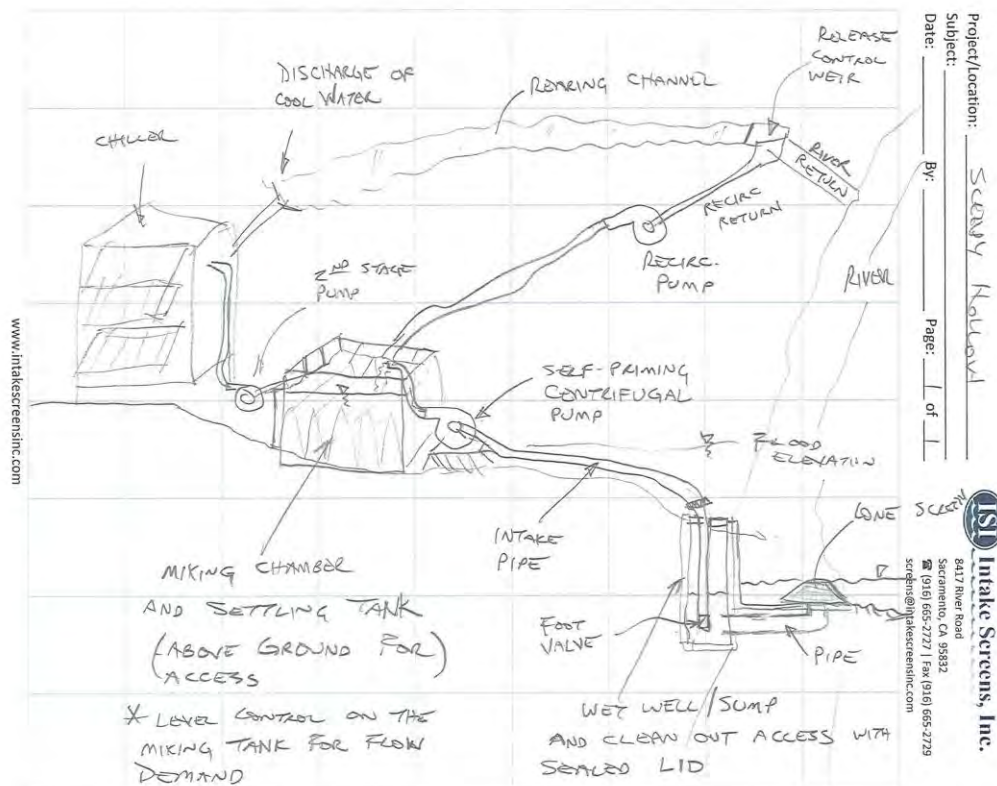 Project/Location: SCEERY HOLLOW
Subject:
Date: By: Page: 1 of 1
ISI Intake Screens, Inc.
8417 River Road
Sacramento, CA 95832
☎ (916) 665-2727 | Fax (916) 665-2729
screens@intakescreensinc.com
RELEASE
CONTROL
WEIR
DISCHARGE OF
COOL WATER
REARING CHANNEL
CHILLER
RIVER
RETURN
RECIRC
RETURN
2ND STAGE
PUMP
RECIRC.
PUMP
RIVER
SELF-PRIMING
CENTRIFUGAL
PUMP
FLOOD
ELEVATION
CONE SCREEN
INTAKE
PIPE
MIXING CHAMBER
AND SETTLING TANK
(ABOVE GROUND FOR)
ACCESS
FOOT
VALVE
PIPE
* LEVEL CONTROL ON THE
MIXING TANK FOR FLOW
DEMAND
WET WELL/SUMP
AND CLEAN OUT ACCESS WITH
SEALED LID
www.intakescreensinc.com